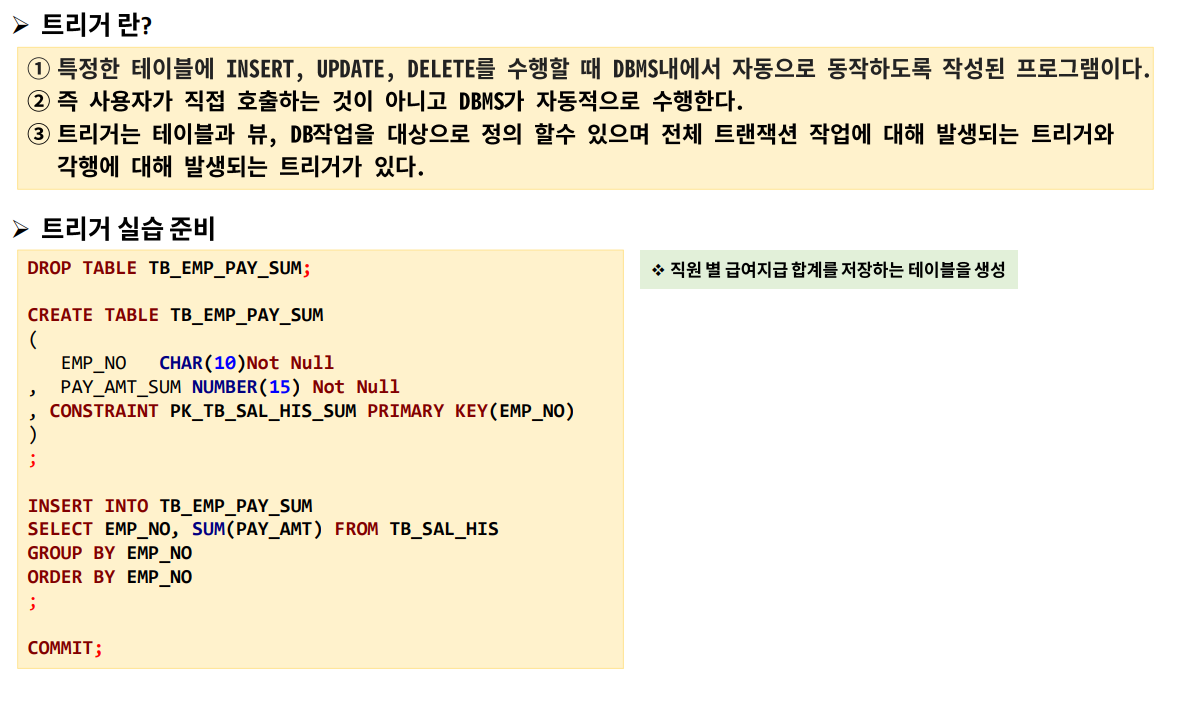 ➢ 트리거 란?
① 특정한 테이블에 INSERT, UPDATE, DELETE를 수행할 때 DBMS내에서 자동으로 동작하도록 작성된 프로그램이다.
② 즉 사용자가 직접 호출하는 것이 아니고 DBMS가 자동적으로 수행한다.
③ 트리거는 테이블과 뷰, DB작업을 대상으로 정의 할수 있으며 전체 트랜잭션 작업에 대해 발생되는 트리거와
각행에 대해 발생되는 트리거가 있다.
➢ 트리거 실습 준비
DROP TABLE TB_EMP_PAY_SUM;
CREATE TABLE TB_EMP_PAY_SUM
(
EMP_NO CHAR(10)Not Null
, PAY_AMT_SUM NUMBER(15) Not Null
, CONSTRAINT PK_TB_SAL_HIS_SUM PRIMARY KEY(EMP_NO)
)
;
INSERT INTO TB_EMP_PAY_SUM
SELECT EMP_NO, SUM(PAY_AMT) FROM TB_SAL_HIS
GROUP BY EMP_NO
ORDER BY EMP_NO
;
COMMIT;
❖ 직원 별 급여지급 합계를 저장하는 테이블을 생성